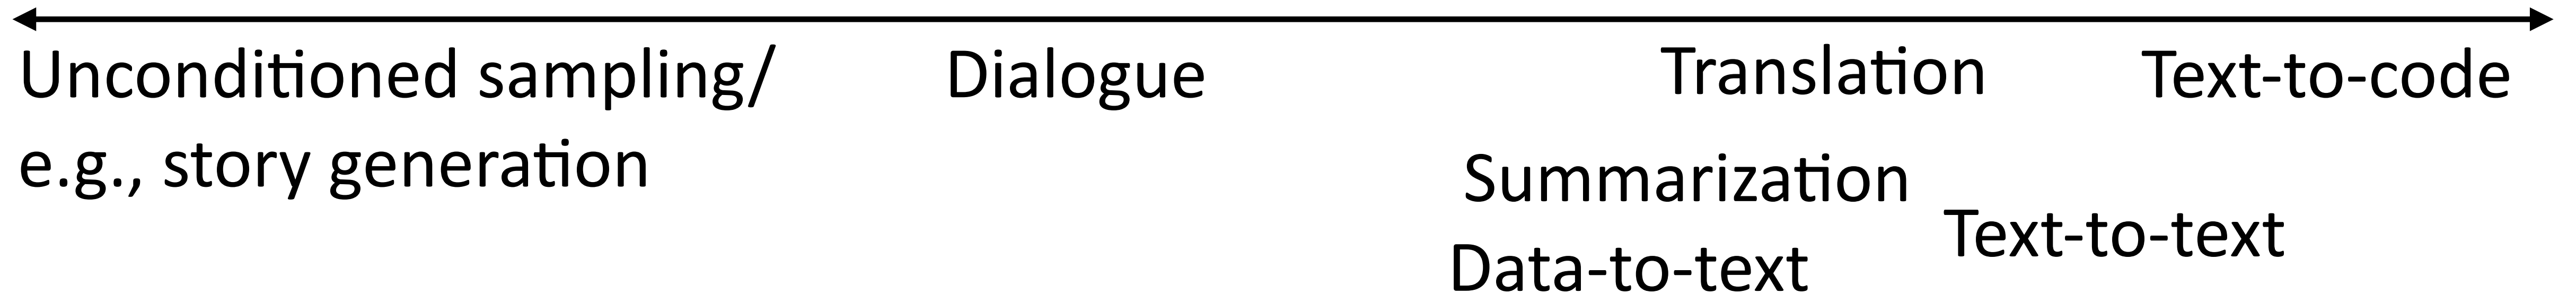 Unconditioned sampling/
e.g., story generation
Dialogue
Translation
Text-to-code
Summarization
Text-to-text
Data-to-text